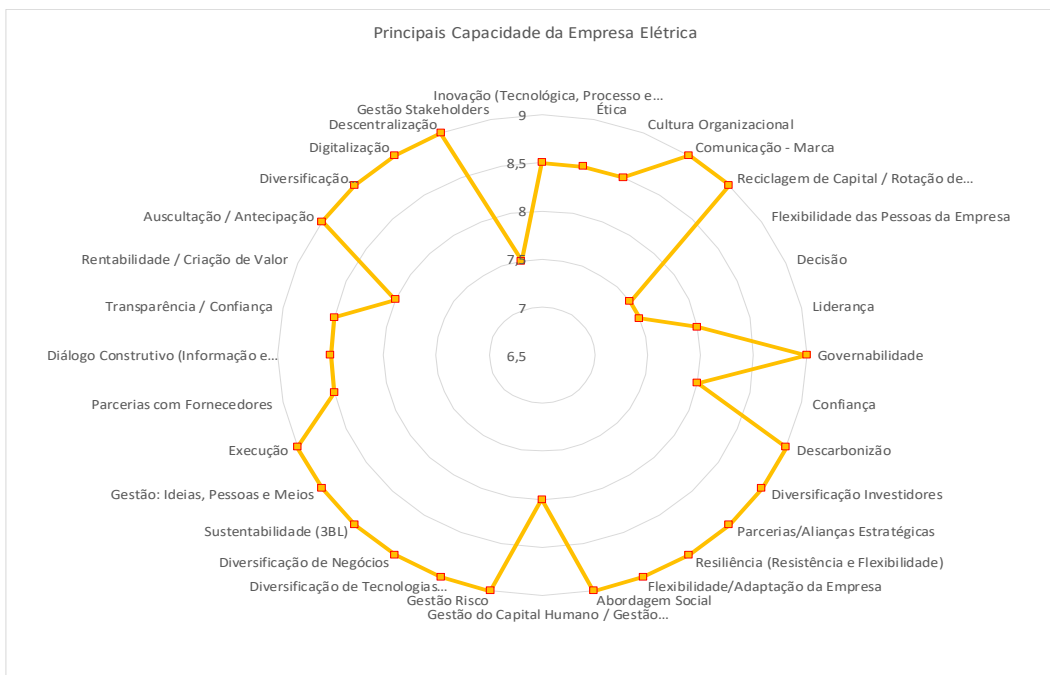 Principais Capacidade da Empresa Elétrica
Inovação (Tecnológica, Processo e...
Ética
Cultura Organizacional
Comunicação - Marca
Reciclagem de Capital / Rotação de...
Flexibilidade das Pessoas da Empresa
Decisão
Liderança
Governabilidade
Confiança
Descarbonizão
Diversificação Investidores
Parcerias/Alianças Estratégicas
Resiliência (Resistência e Flexibilidade)
Flexibilidade/Adaptação da Empresa
Abordagem Social
Gestão do Capital Humano / Gestão...
Gestão Risco
Diversificação de Tecnologias...
Diversificação de Negócios
Sustentabilidade (3BL)
Gestão: Ideias, Pessoas e Meios
Execução
Parcerias com Fornecedores
Diálogo Construtivo (Informação e...
Transparência / Confiança
Rentabilidade / Criação de Valor
Auscultação / Antecipação
Diversificação
Digitalização
Descentralização
Gestão Stakeholders
9
8,5
8
7,5
7
6,5